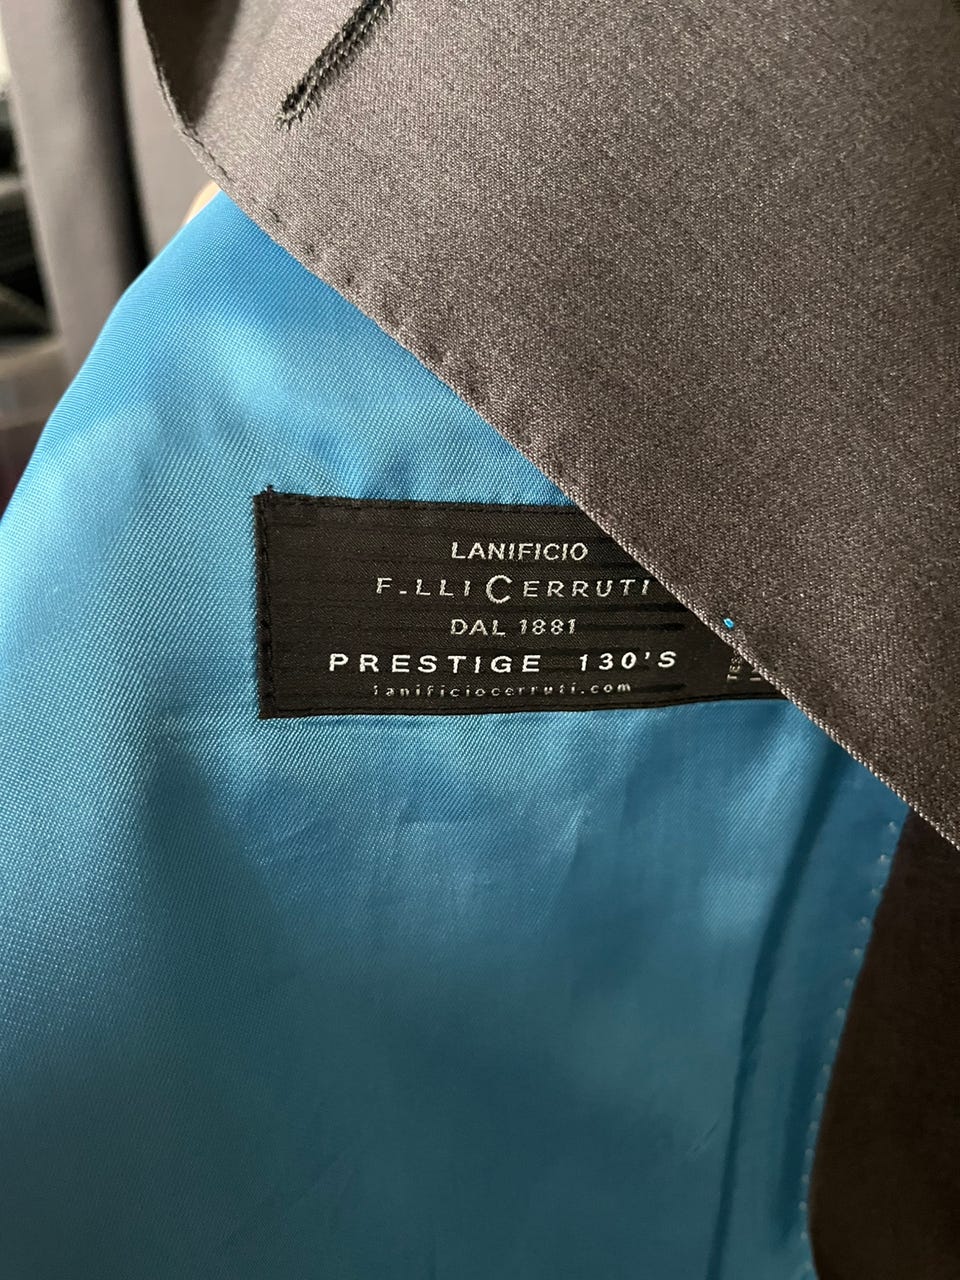 LANIFICIO
F.LLI CERRUTI
DAL 1881
PRESTIGE 130'S
lanificiocerruti.com